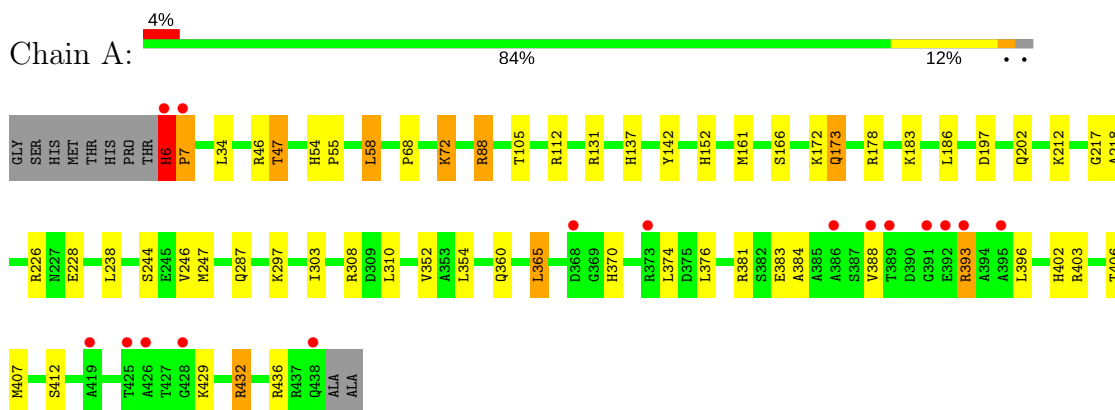 4%
Chain A:
84%
12%
GLY SER HIS MET THR HIS PRO THR H6 P7 L34 R46 T47 H54 P55 L58 P68 K72 R88 T105 R112 R131 H137 Y142 H152 M161 S166 K172 Q173 R178 K183 L186 D197 Q202 K212 G217
R226 N227 E228 L238 S244 E245 V246 M247 Q287 K297 I303 R308 D309 L310 V352 A353 L354 Q360 L365 D368 G369 H370 R373 L374 D375 L376 R381 S382 E383 A384 A385 A386 S387 V388 T389 D390 G391 E392 R393 A394 A395 L396 H402 R403 T406
M407 S412 A419 T425 A426 T427 G428 K429 R432 R436 R437 Q438 ALA ALA